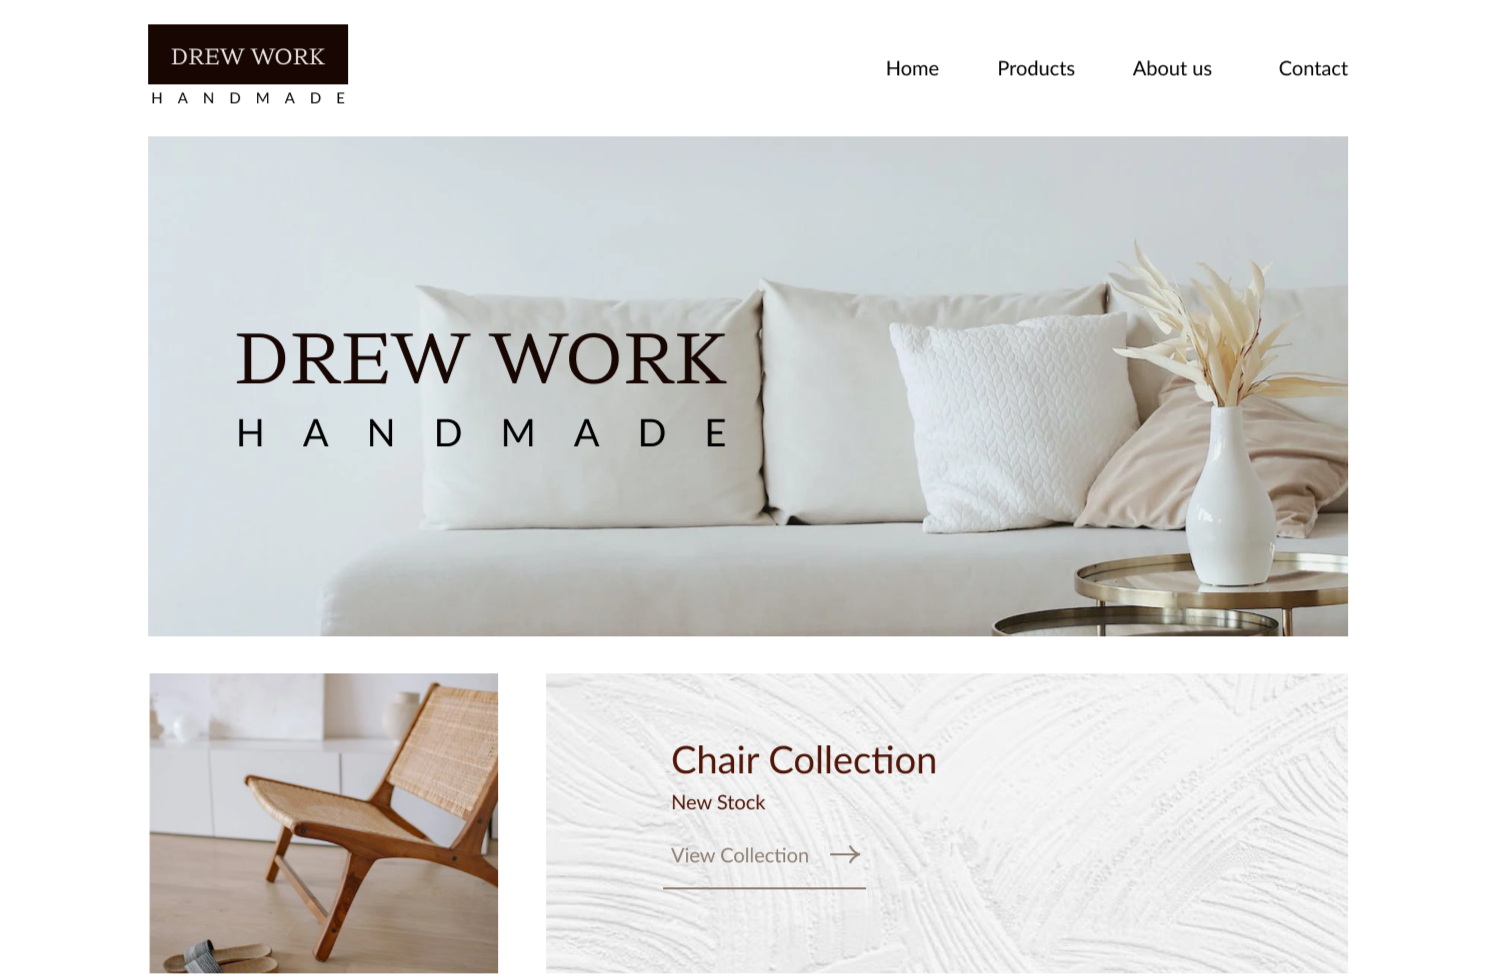 DREW WORK
HANDMADE
Home Products About us Contact
DREW WORK
HANDMADE
Chair Collection
New Stock
View Collection